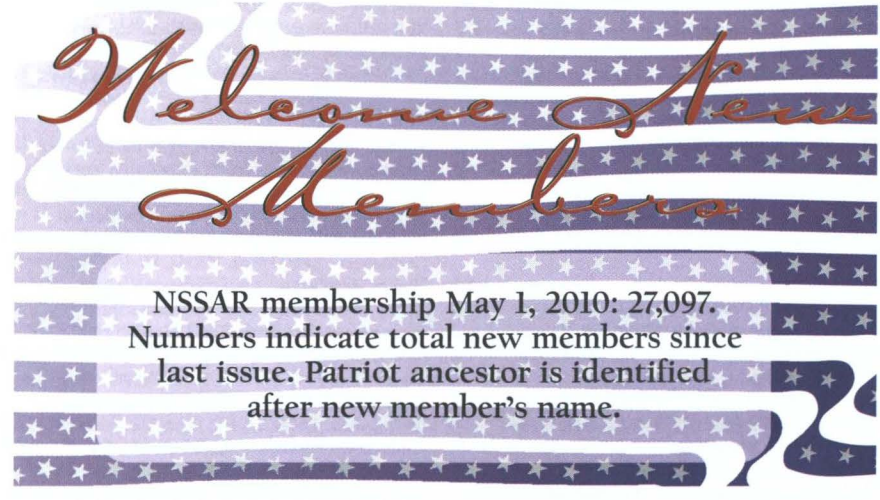 Welcome New
Members
NSSAR membership May 1, 2010: 27,097.
Numbers indicate total new members since
last issue. Patriot ancestor is identified
after new member's name.